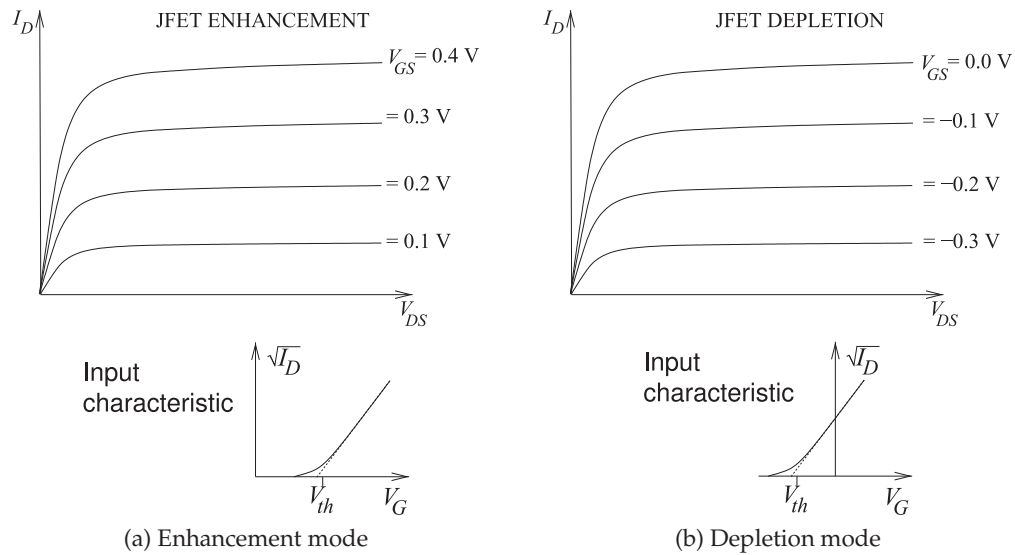 I_D
JFET ENHANCEMENT
V_GS = 0.4 V
= 0.3 V
= 0.2 V
= 0.1 V
V_DS
Input
characteristic
√I_D
V_th
V_G
(a) Enhancement mode
I_D
JFET DEPLETION
V_GS = 0.0 V
= −0.1 V
= −0.2 V
= −0.3 V
V_DS
Input
characteristic
√I_D
V_th
V_G
(b) Depletion mode